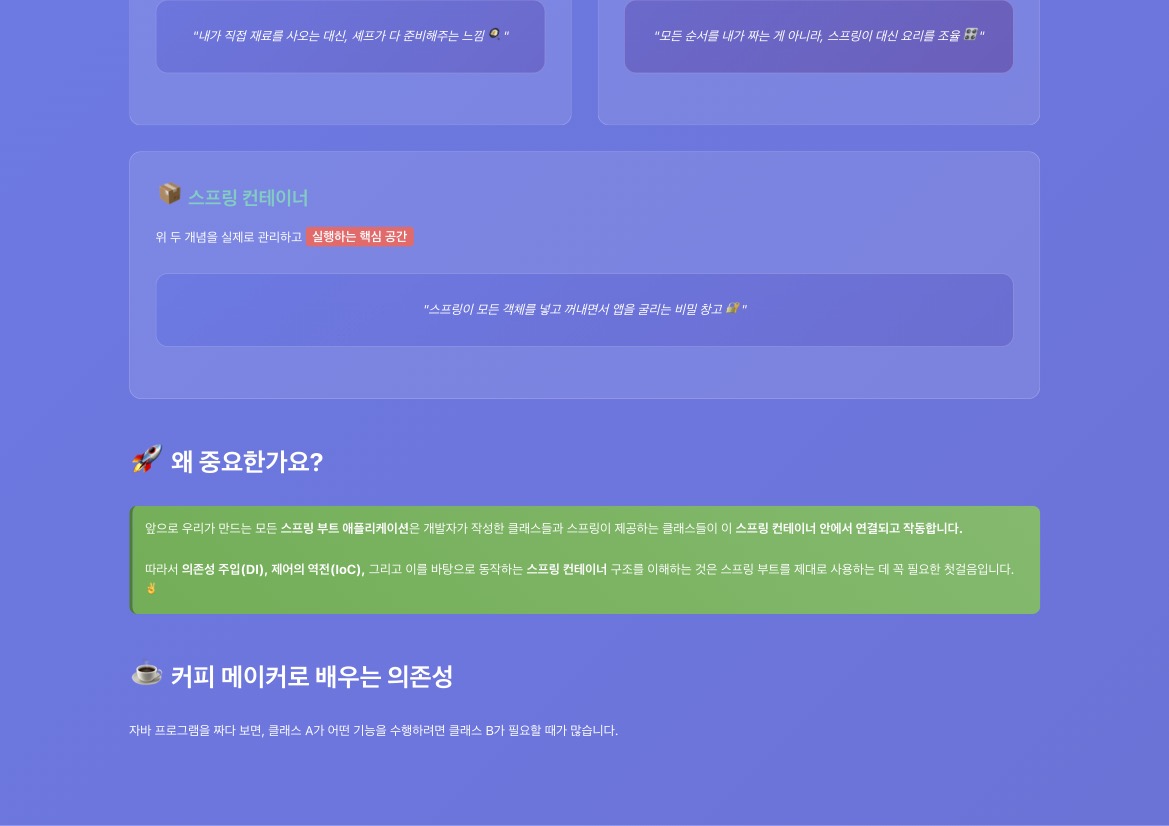 "내가 직접 재료를 사오는 대신, 셰프가 다 준비해주는 느낌 🍳"
"모든 순서를 내가 짜는 게 아니라, 스프링이 대신 요리를 조율 🎛️"
📦 스프링 컨테이너
위 두 개념을 실제로 관리하고 실행하는 핵심 공간
"스프링이 모든 객체를 넣고 꺼내면서 앱을 굴리는 비밀 창고 🔐"
🚀 왜 중요한가요?
앞으로 우리가 만드는 모든 스프링 부트 애플리케이션은 개발자가 작성한 클래스들과 스프링이 제공하는 클래스들이 이 스프링 컨테이너 안에서 연결되고 작동합니다.
따라서 의존성 주입(DI), 제어의 역전(IoC), 그리고 이를 바탕으로 동작하는 스프링 컨테이너 구조를 이해하는 것은 스프링 부트를 제대로 사용하는 데 꼭 필요한 첫걸음입니다.
✌️
☕ 커피 메이커로 배우는 의존성
자바 프로그램을 짜다 보면, 클래스 A가 어떤 기능을 수행하려면 클래스 B가 필요할 때가 많습니다.